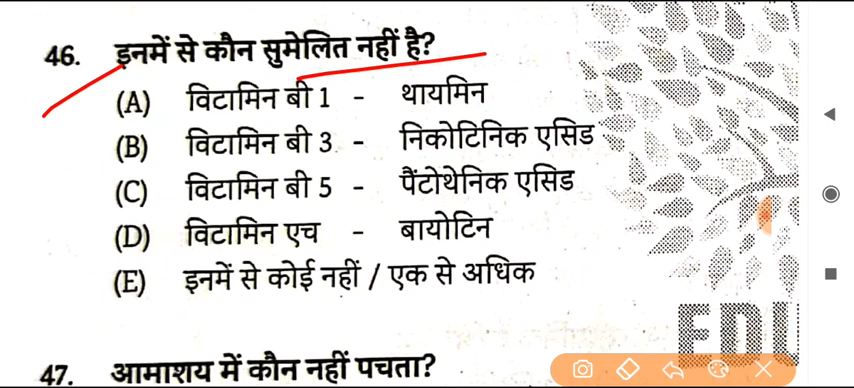 46. इनमें से कौन सुमेलित नहीं है?
(A) विटामिन बी 1 - थायमिन
(B) विटामिन बी 3 - निकोटिनिक एसिड
(C) विटामिन बी 5 - पैंटोथेनिक एसिड
(D) विटामिन एच - बायोटिन
(E) इनमें से कोई नहीं / एक से अधिक
EDU
47. आमाशय में कौन नहीं पचता?